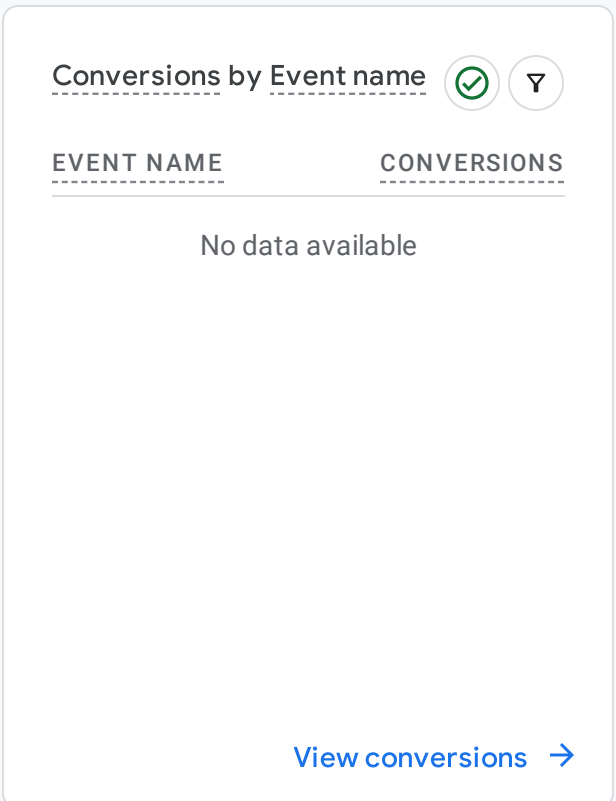 Conversions by Event name
EVENT NAME CONVERSIONS
No data available
View conversions